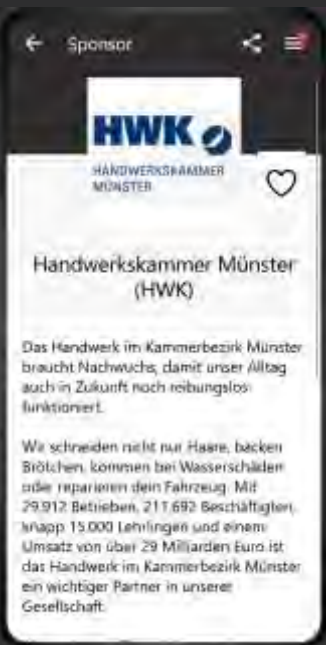 Sponsor
HWK
HANDWERKSKAMMER
MÜNSTER
Handwerkskammer Münster
(HWK)
Das Handwerk im Kammerbezirk Münster
braucht Nachwuchs, damit unser Alltag
auch in Zukunft noch reibungslos
funktioniert.
Wir schneiden nicht nur Haare, backen
Brötchen, kommen bei Wasserschäden
oder reparieren dein Fahrzeug. Mit
29.912 Betrieben, 211.692 Beschäftigten,
knapp 15.000 Lehrlingen und einem
Umsatz von über 29 Milliarden Euro ist
das Handwerk im Kammerbezirk Münster
ein wichtiger Partner in unserer
Gesellschaft.